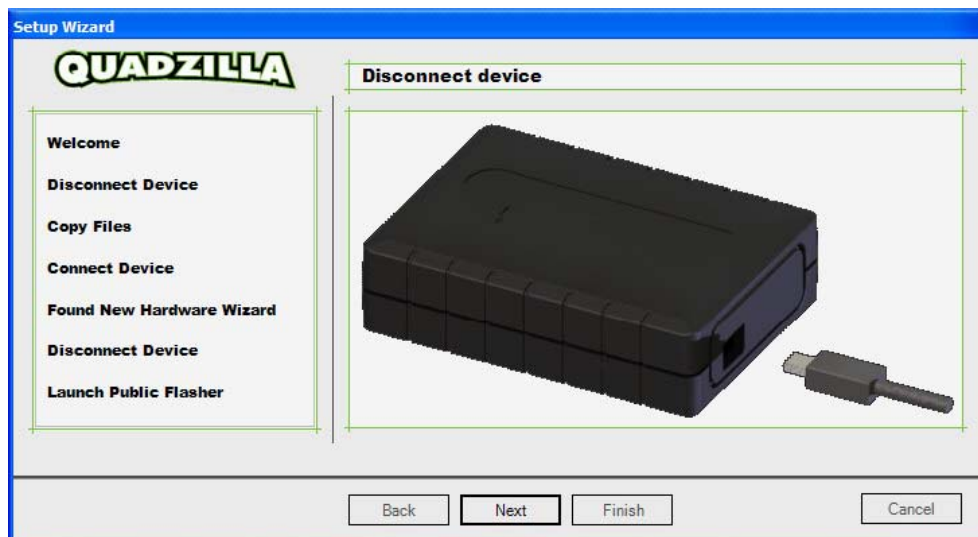 Setup Wizard
QUADZILLA
Disconnect device
Welcome
Disconnect Device
Copy Files
Connect Device
Found New Hardware Wizard
Disconnect Device
Launch Public Flasher
Back
Next
Finish
Cancel